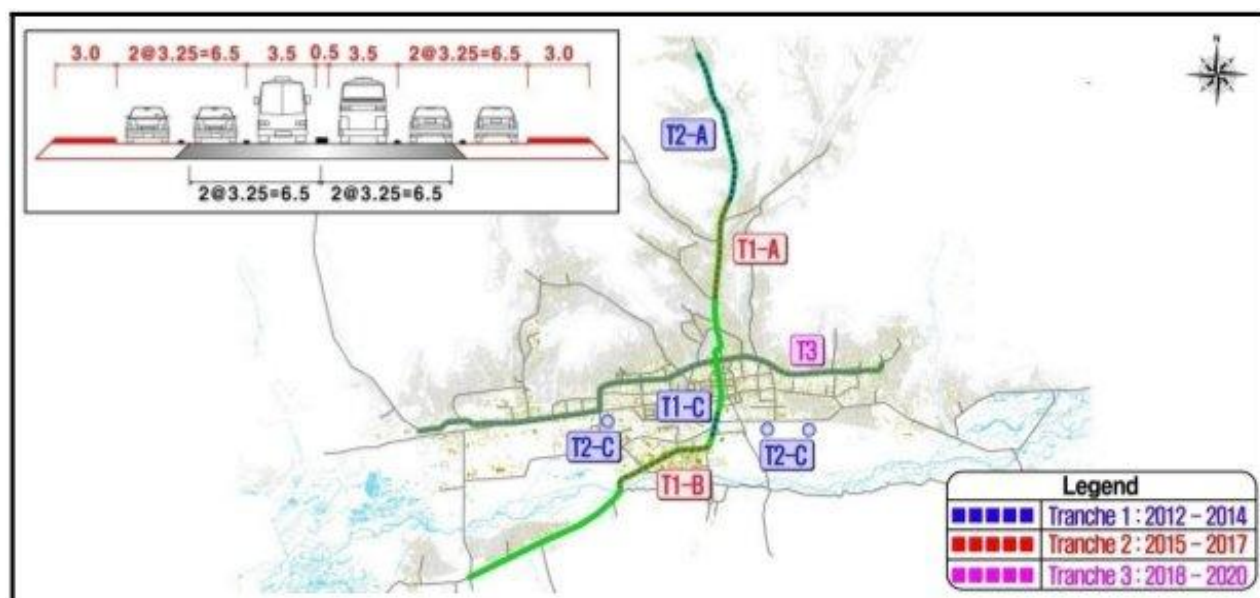 3.0 2@3.25=6.5 3.5 0.5 3.5 2@3.25=6.5 3.0
2@3.25=6.5 2@3.25=6.5
N
T2-A
T1-A
T3
T1-C
T2-C
T2-C
T1-B
Legend
Tranche 1 : 2012 - 2014
Tranche 2 : 2015 - 2017
Tranche 3 : 2018 - 2020